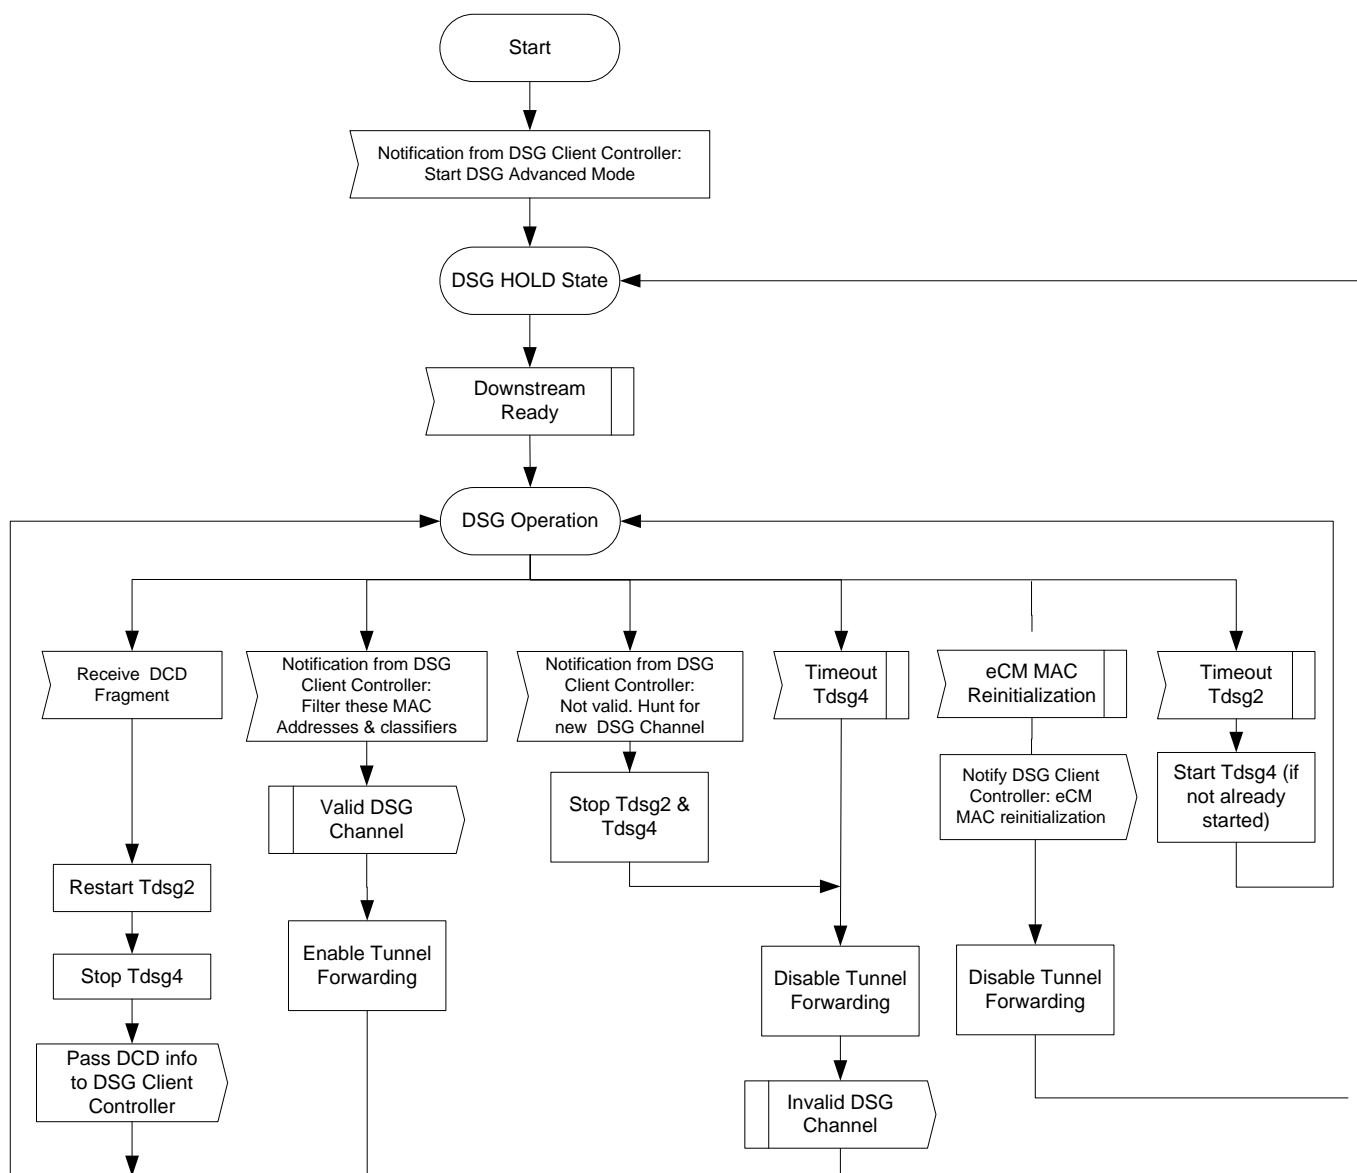 Start
Notification from DSG Client Controller:
Start DSG Advanced Mode
DSG HOLD State
Downstream
Ready
DSG Operation
Receive DCD
Fragment
Notification from DSG
Client Controller:
Filter these MAC
Addresses & classifiers
Notification from DSG
Client Controller:
Not valid. Hunt for
new DSG Channel
Timeout
Tdsg4
eCM MAC
Reinitialization
Timeout
Tdsg2
Valid DSG
Channel
Stop Tdsg2 &
Tdsg4
Notify DSG Client
Controller: eCM
MAC reinitialization
Start Tdsg4 (if
not already
started)
Restart Tdsg2
Enable Tunnel
Forwarding
Stop Tdsg4
Disable Tunnel
Forwarding
Disable Tunnel
Forwarding
Pass DCD info
to DSG Client
Controller
Invalid DSG
Channel